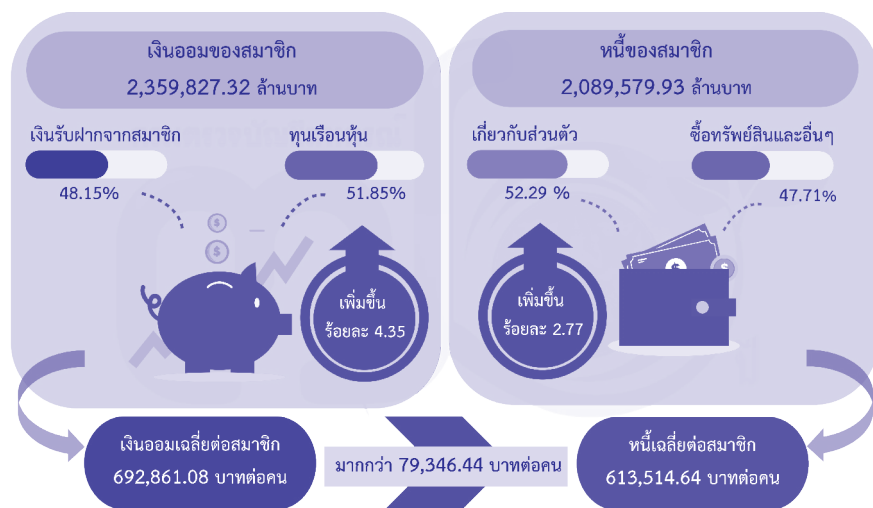 เงินออมของสมาชิก
2,359,827.32 ล้านบาท
เงินรับฝากจากสมาชิก
48.15%
ทุนเรือนหุ้น
51.85%
เพิ่มขึ้น
ร้อยละ 4.35
หนี้ของสมาชิก
2,089,579.93 ล้านบาท
เกี่ยวกับส่วนตัว
52.29 %
ซื้อทรัพย์สินและอื่นๆ
47.71%
เพิ่มขึ้น
ร้อยละ 2.77
เงินออมเฉลี่ยต่อสมาชิก
692,861.08 บาทต่อคน
มากกว่า 79,346.44 บาทต่อคน
หนี้เฉลี่ยต่อสมาชิก
613,514.64 บาทต่อคน